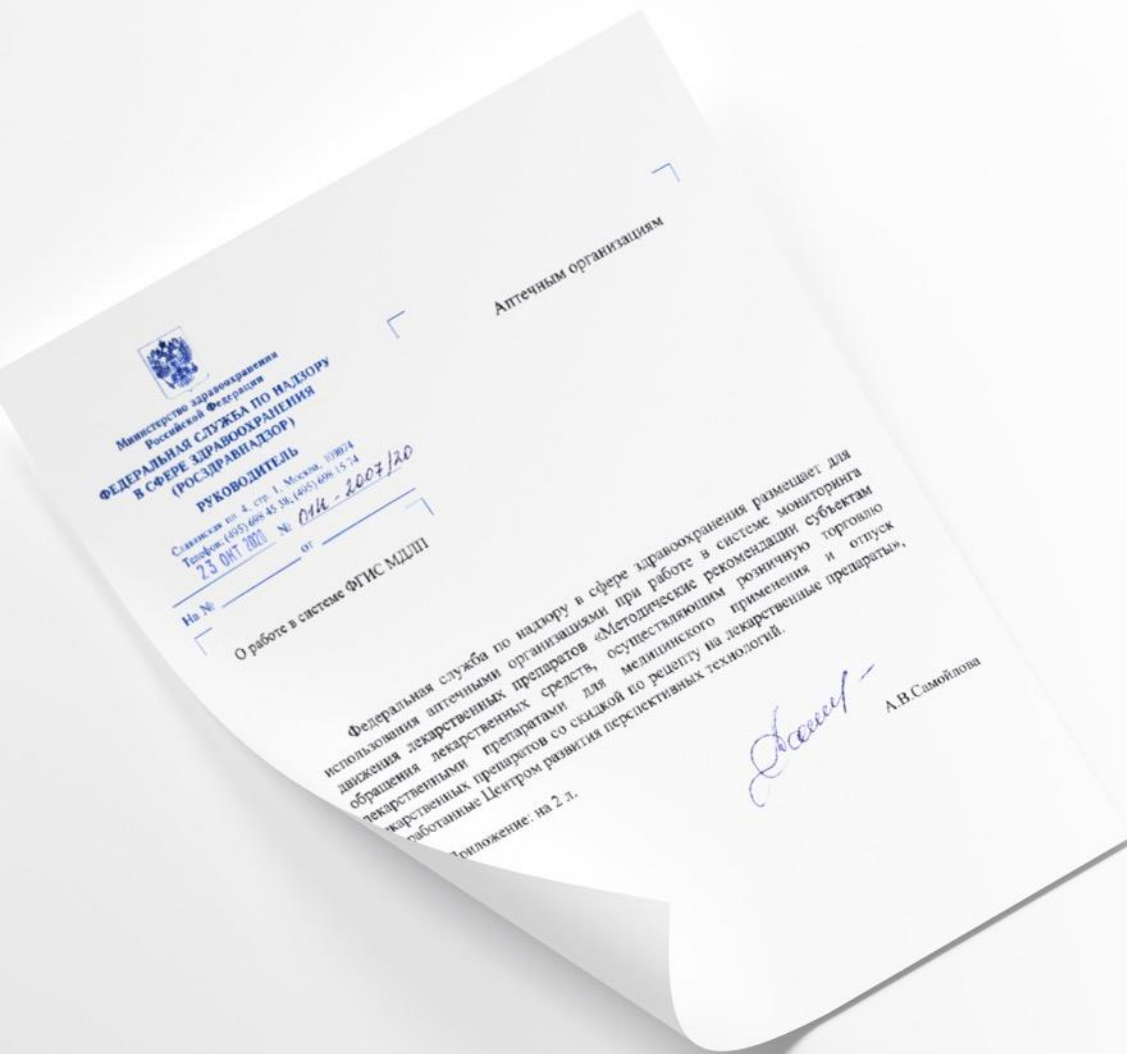 Министерство здравоохранения
Российской Федерации
ФЕДЕРАЛЬНАЯ СЛУЖБА ПО НАДЗОРУ
В СФЕРЕ ЗДРАВООХРАНЕНИЯ
(РОСЗДРАВНАДЗОР)
РУКОВОДИТЕЛЬ
Славянская пл. 4, стр. 1, Москва, 109074
Телефон: (495) 698 45 38; (495) 698 15 74
23 ОКТ 2020 № 01И - 2007/20
На № от
Аптечным организациям
О работе в системе ФГИС МДЛП
Федеральная служба по надзору в сфере здравоохранения размещает для
использования аптечными организациями при работе в системе мониторинга
движения лекарственных препаратов «Методические рекомендации субъектам
обращения лекарственных средств, осуществляющим розничную торговлю
лекарственными препаратами для медицинского применения и отпуск
карственных препаратов со скидкой по рецепту на лекарственные препараты»,
работанные Центром развития перспективных технологий.
риложение: на 2 л.
А.В.Самойлова